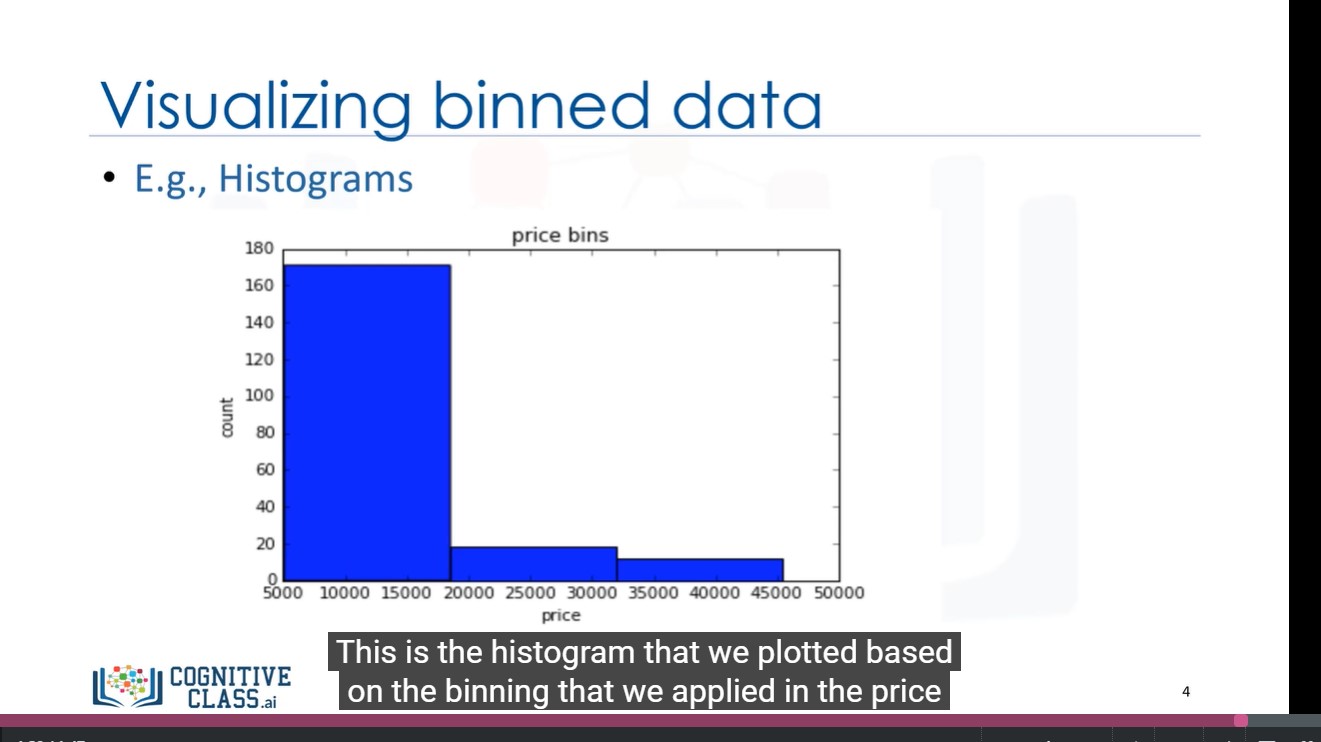 Visualizing binned data
• E.g., Histograms
price bins
180
160
140
120
100
80
60
40
20
0
count
5000 10000 15000 20000 25000 30000 35000 40000 45000 50000
price
This is the histogram that we plotted based
on the binning that we applied in the price
COGNITIVE
CLASS.ai
4